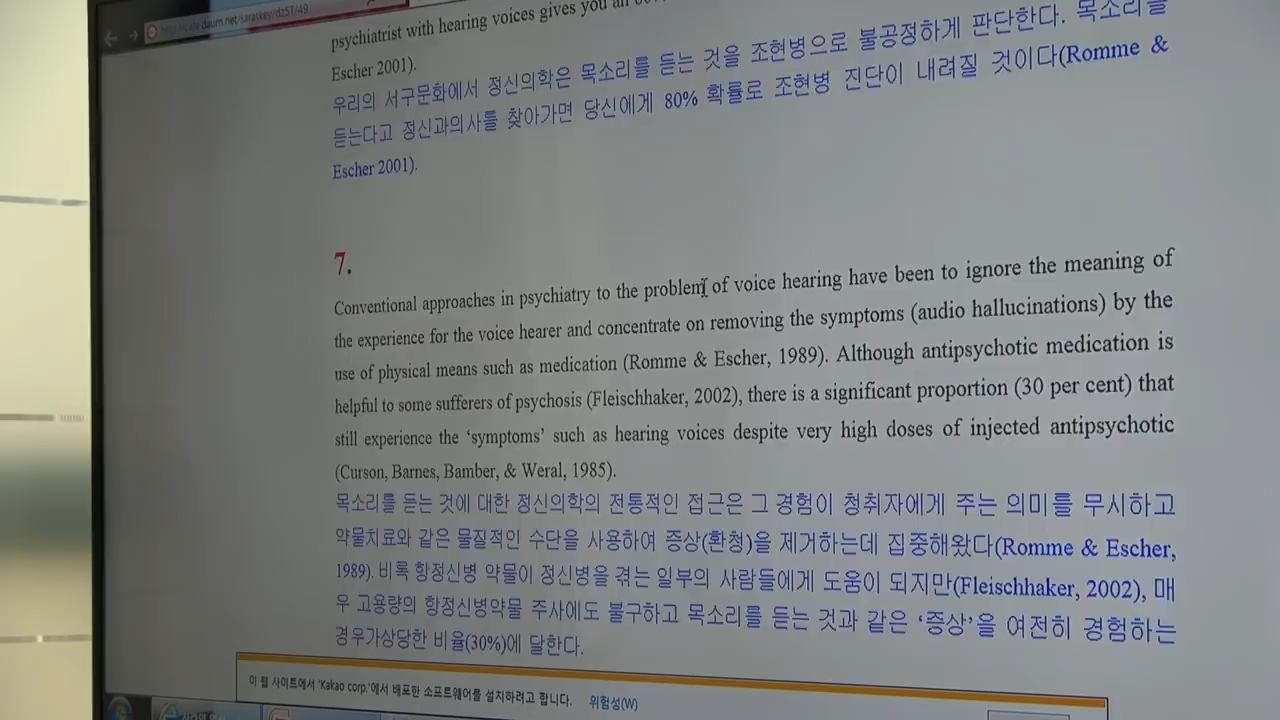 cafe.daum.net/saraskey/dz5T/49
psychiatrist with hearing voices gives you an
Escher 2001).
우리의 서구문화에서 정신의학은 목소리를 듣는 것을 조현병으로 불공정하게 판단한다. 목소리를
듣는다고 정신과의사를 찾아가면 당신에게 80% 확률로 조현병 진단이 내려질 것이다(Romme &
Escher 2001).
7.
Conventional approaches in psychiatry to the problem of voice hearing have been to ignore the meaning of
the experience for the voice hearer and concentrate on removing the symptoms (audio hallucinations) by the
use of physical means such as medication (Romme & Escher, 1989). Although antipsychotic medication is
helpful to some sufferers of psychosis (Fleischhaker, 2002), there is a significant proportion (30 per cent) that
still experience the ‘symptoms’ such as hearing voices despite very high doses of injected antipsychotic
(Curson, Barnes, Bamber, & Weral, 1985).
목소리를 듣는 것에 대한 정신의학의 전통적인 접근은 그 경험이 청취자에게 주는 의미를 무시하고
약물치료와 같은 물질적인 수단을 사용하여 증상(환청)을 제거하는데 집중해왔다(Romme & Escher,
1989). 비록 항정신병 약물이 정신병을 겪는 일부의 사람들에게 도움이 되지만(Fleischhaker, 2002), 매
우 고용량의 항정신병약물 주사에도 불구하고 목소리를 듣는 것과 같은 ‘증상’을 여전히 경험하는
경우가상당한 비율(30%)에 달한다.
이 웹 사이트에서 'Kakao corp.'에서 배포한 소프트웨어를 설치하려고 합니다. 위험성(W)